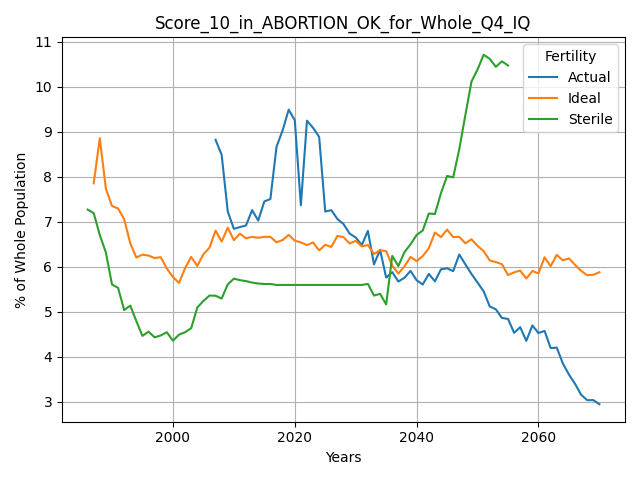 Score_10_in_ABORTION_OK_for_Whole_Q4_IQ
% of Whole Population
11
10
9
8
7
6
5
4
3
Fertility
Actual
Ideal
Sterile
2000
2020
2040
2060
Years